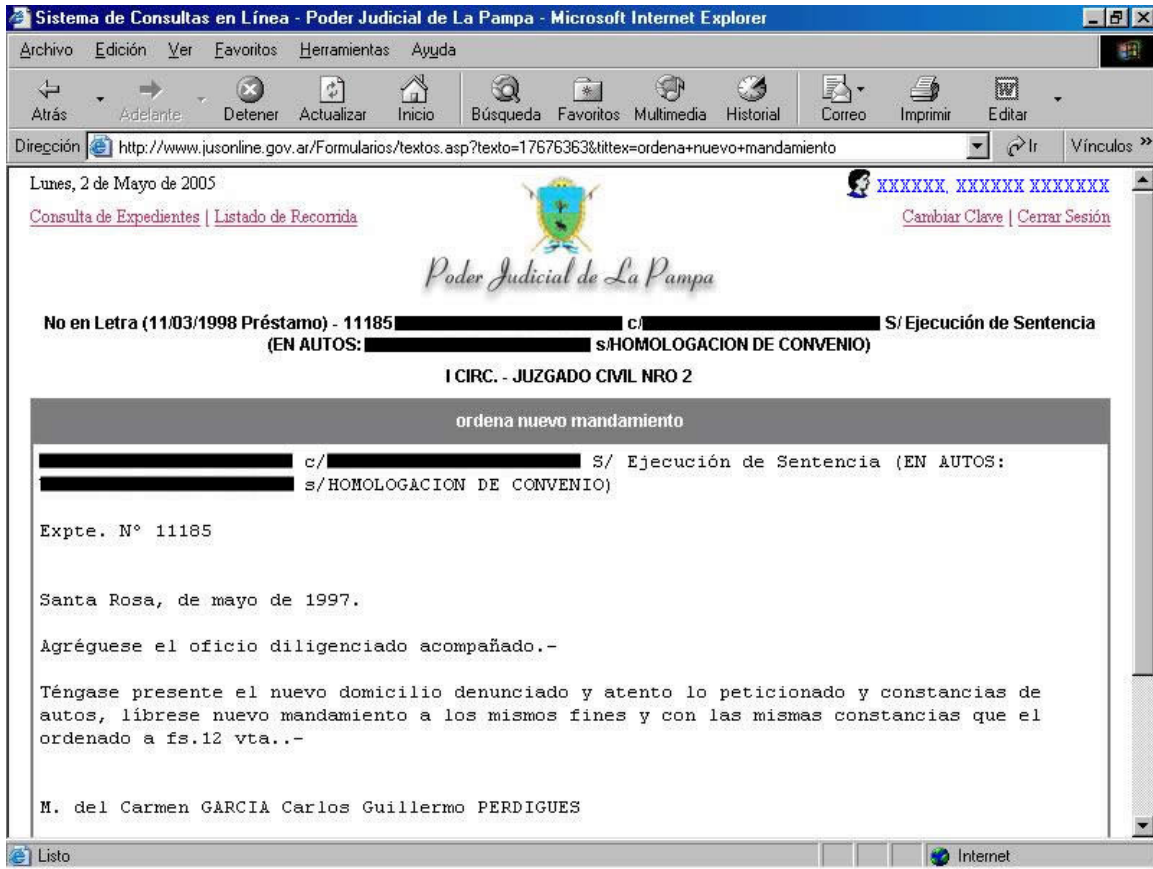 Sistema de Consultas en Línea - Poder Judicial de La Pampa - Microsoft Internet Explorer
Archivo Edición Ver Favoritos Herramientas Ayuda
Atrás Adelante Detener Actualizar Inicio Búsqueda Favoritos Multimedia Historial Correo Imprimir Editar
Dirección http://www.jusonline.gov.ar/Formularios/textos.asp?texto=17676363&tittex=ordena+nuevo+mandamiento Ir Vínculos »
Lunes, 2 de Mayo de 2005 XXXXXX, XXXXXX XXXXXXX
Consulta de Expedientes | Listado de Recorrida Cambiar Clave | Cerrar Sesión
Poder Judicial de La Pampa
No en Letra (11/03/1998 Préstamo) - 11185 c/ S/ Ejecución de Sentencia
(EN AUTOS: s/HOMOLOGACION DE CONVENIO)
I CIRC. - JUZGADO CIVIL NRO 2
ordena nuevo mandamiento
c/ S/ Ejecución de Sentencia (EN AUTOS:
s/HOMOLOGACION DE CONVENIO)
Expte. Nº 11185
Santa Rosa, de mayo de 1997.
Agréguese el oficio diligenciado acompañado.-
Téngase presente el nuevo domicilio denunciado y atento lo peticionado y constancias de
autos, líbrese nuevo mandamiento a los mismos fines y con las mismas constancias que el
ordenado a fs.12 vta..-
M. del Carmen GARCIA Carlos Guillermo PERDIGUES
Listo Internet